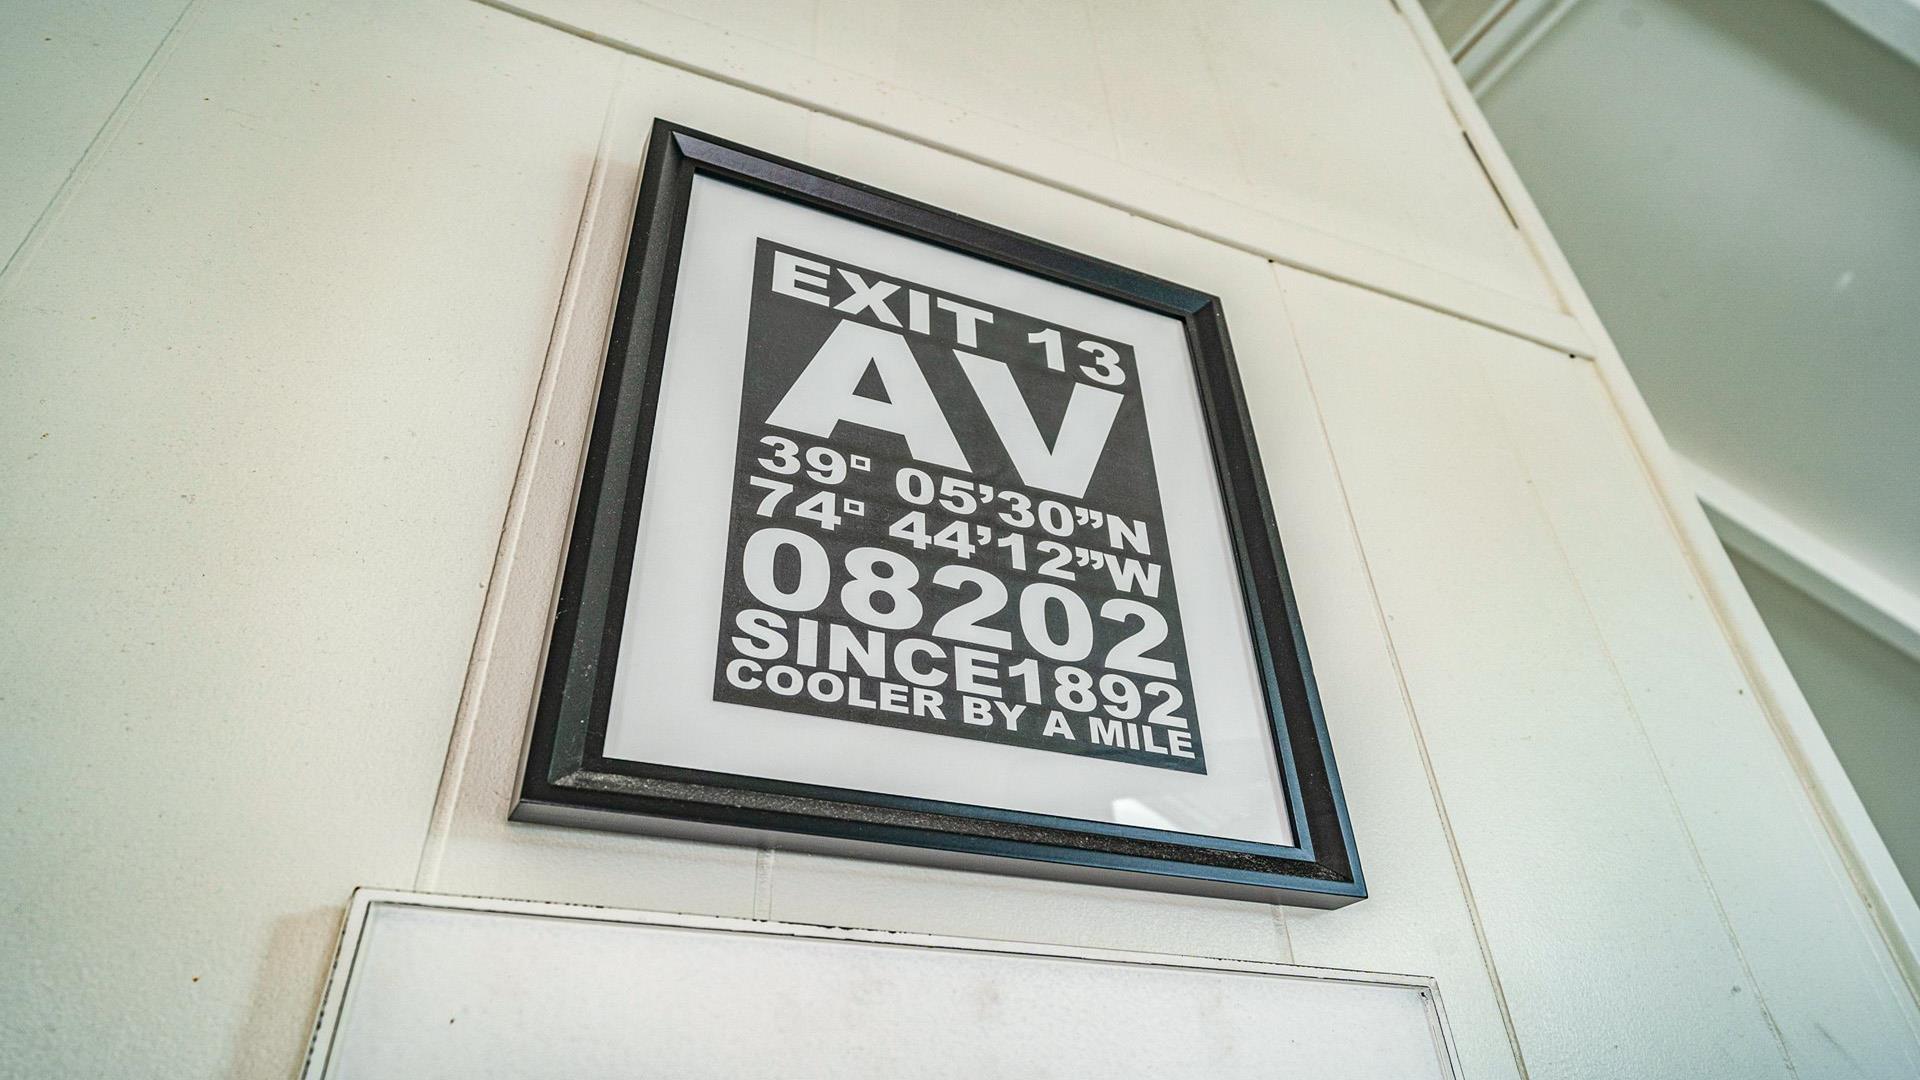 EXIT 13
AV
39▫ 05’30”N
74▫ 44’12”W
08202
SINCE1892
COOLER BY A MILE